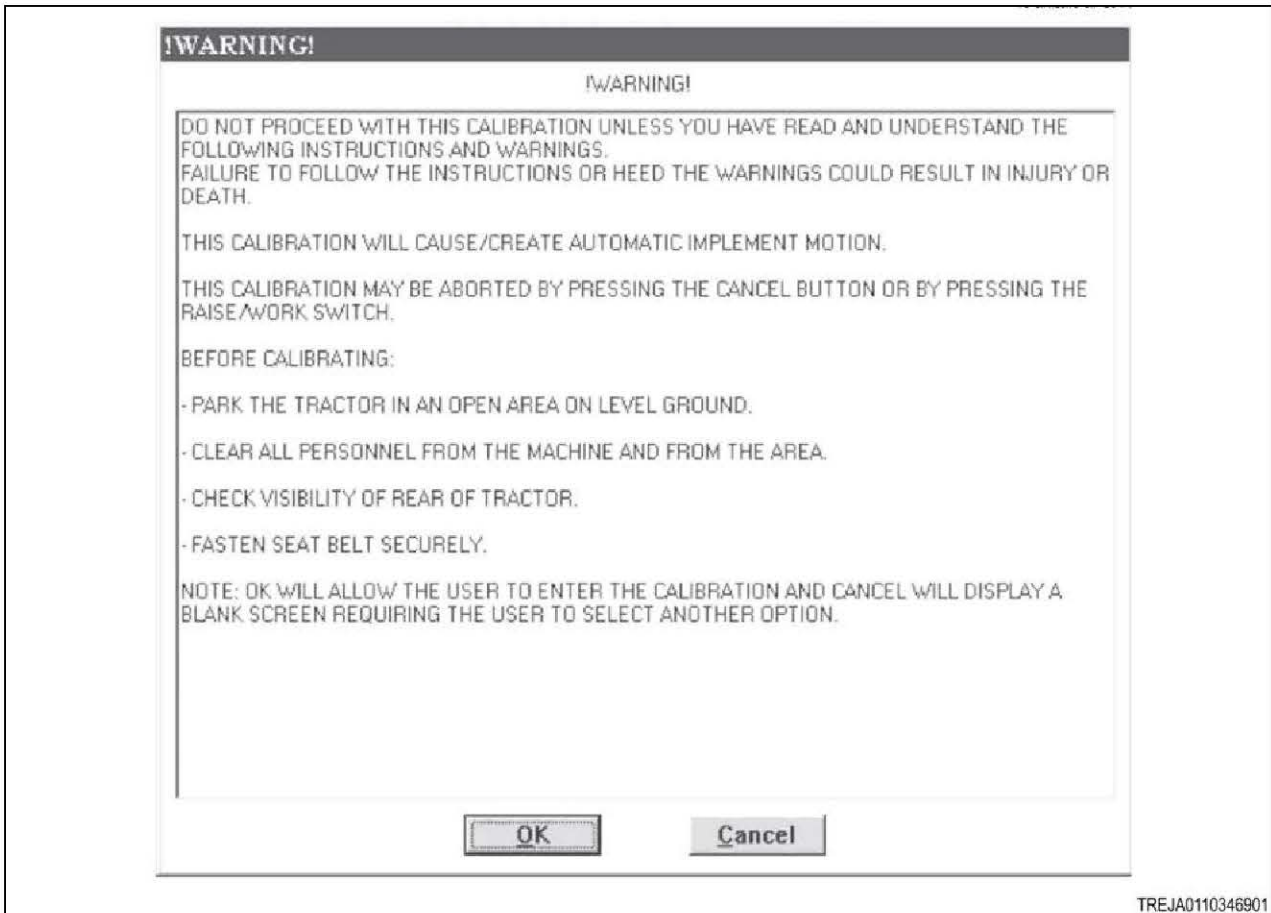 !WARNING!
!WARNING!
DO NOT PROCEED WITH THIS CALIBRATION UNLESS YOU HAVE READ AND UNDERSTAND THE
FOLLOWING INSTRUCTIONS AND WARNINGS.
FAILURE TO FOLLOW THE INSTRUCTIONS OR HEED THE WARNINGS COULD RESULT IN INJURY OR
DEATH.
THIS CALIBRATION WILL CAUSE/CREATE AUTOMATIC IMPLEMENT MOTION.
THIS CALIBRATION MAY BE ABORTED BY PRESSING THE CANCEL BUTTON OR BY PRESSING THE
RAISE/WORK SWITCH.
BEFORE CALIBRATING:
- PARK THE TRACTOR IN AN OPEN AREA ON LEVEL GROUND.
- CLEAR ALL PERSONNEL FROM THE MACHINE AND FROM THE AREA.
- CHECK VISIBILITY OF REAR OF TRACTOR.
- FASTEN SEAT BELT SECURELY.
NOTE: OK WILL ALLOW THE USER TO ENTER THE CALIBRATION AND CANCEL WILL DISPLAY A
BLANK SCREEN REQUIRING THE USER TO SELECT ANOTHER OPTION.
OK Cancel
TREJA0110346901